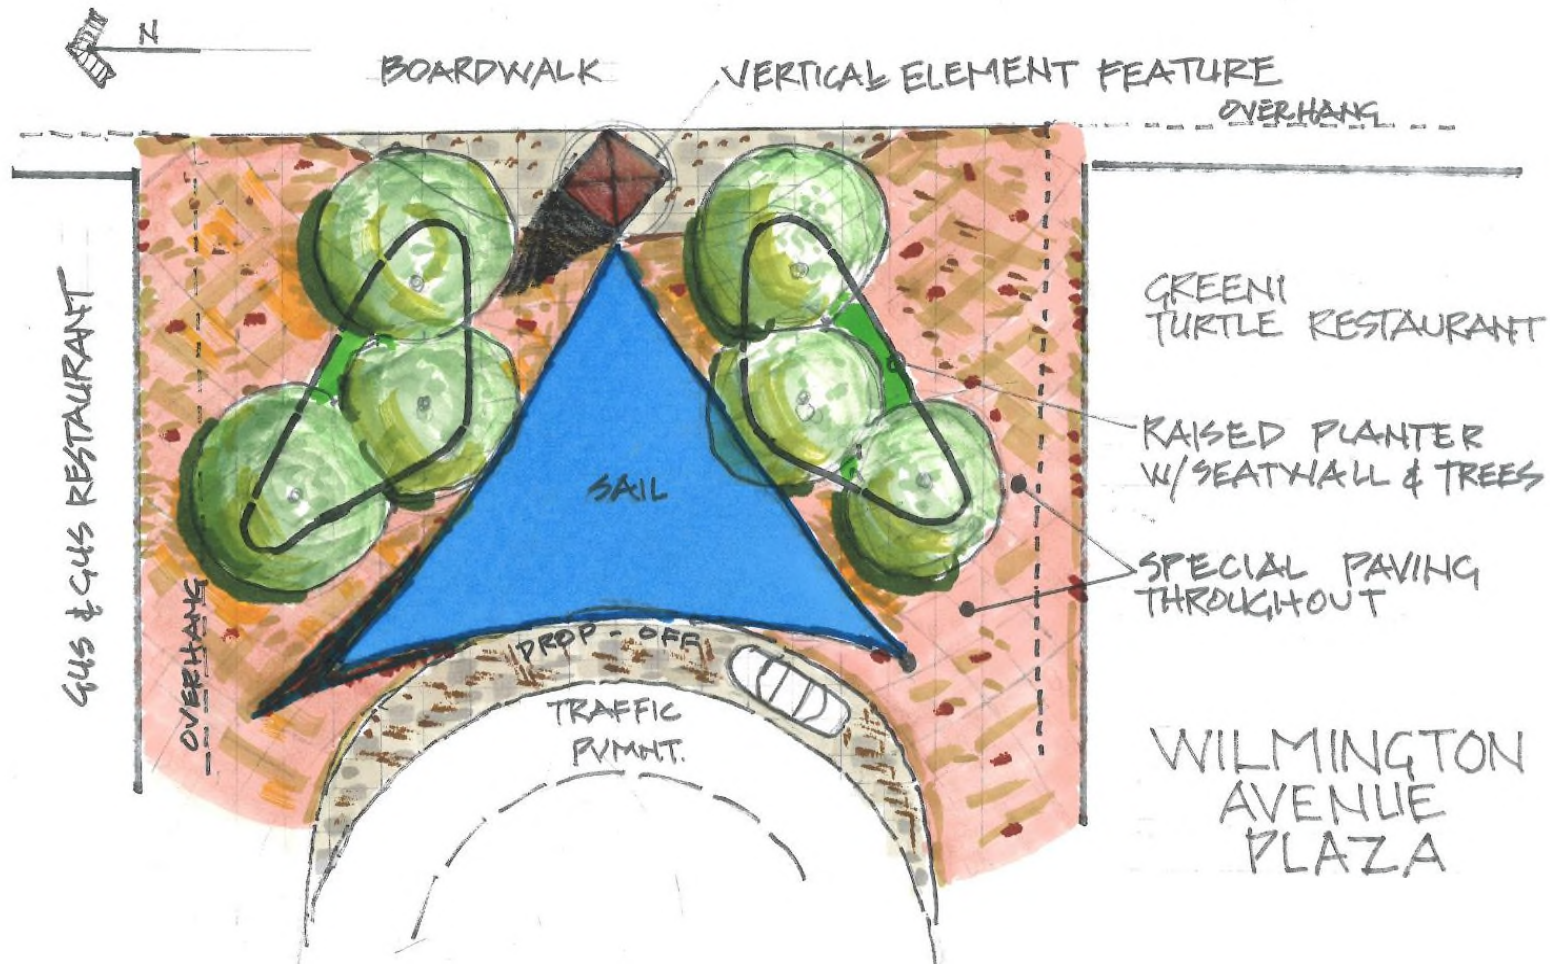 N
BOARDWALK
VERTICAL ELEMENT FEATURE
OVERHANG
GUS & GUS RESTAURANT
GREENE
TURTLE RESTAURANT
RAISED PLANTER
W/ SEATWALL & TREES
SAIL
SPECIAL PAVING
THROUGHOUT
OVERHANG
DROP-OFF
TRAFFIC
PVMNT.
WILMINGTON
AVENUE
PLAZA